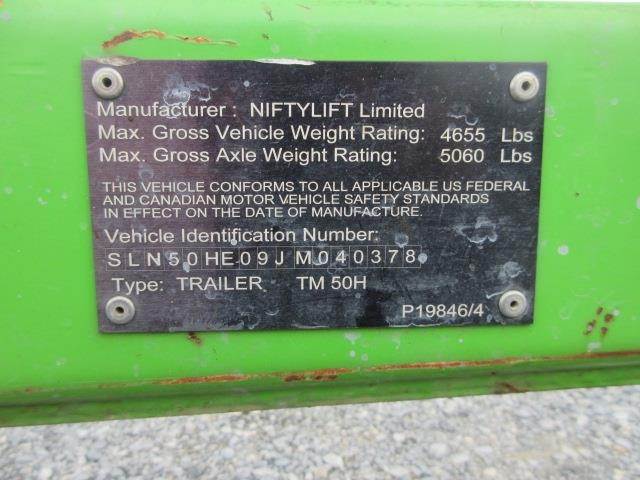 Manufacturer : NIFTYLIFT Limited
Max. Gross Vehicle Weight Rating: 4655 Lbs
Max. Gross Axle Weight Rating: 5060 Lbs
THIS VEHICLE CONFORMS TO ALL APPLICABLE US FEDERAL
AND CANADIAN MOTOR VEHICLE SAFETY STANDARDS
IN EFFECT ON THE DATE OF MANUFACTURE.
Vehicle Identification Number:
SLN50HE09JM040378
Type: TRAILER TM 50H
P19846/4